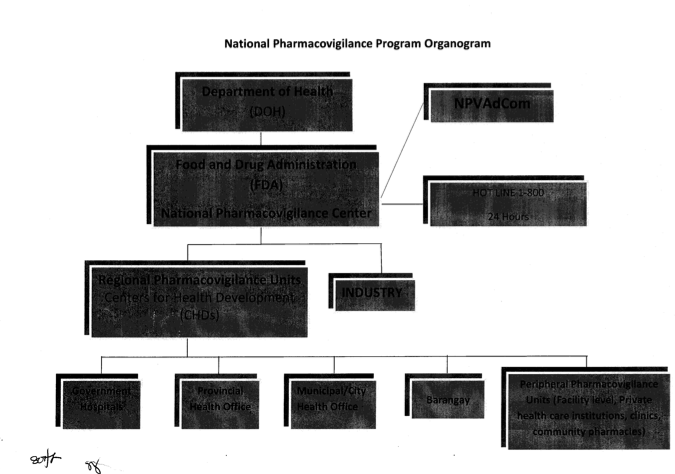 National Pharmacovigilance Program Organogram
Department of Health
(DOH)
NPVAdCom
Food and Drug Administration
(FDA)
National Pharmacovigilance Center
HOTLINE 1-800
24 Hours
Regional Pharmacovigilance Units
Centers for Health Development
(CHDs)
INDUSTRY
Government
Hospitals
Provincial
Health Office
Municipal/City
Health Office
Barangay
Peripheral Pharmacovigilance
Units (Facility level), Private
health care institutions, clinics,
community pharmacies)